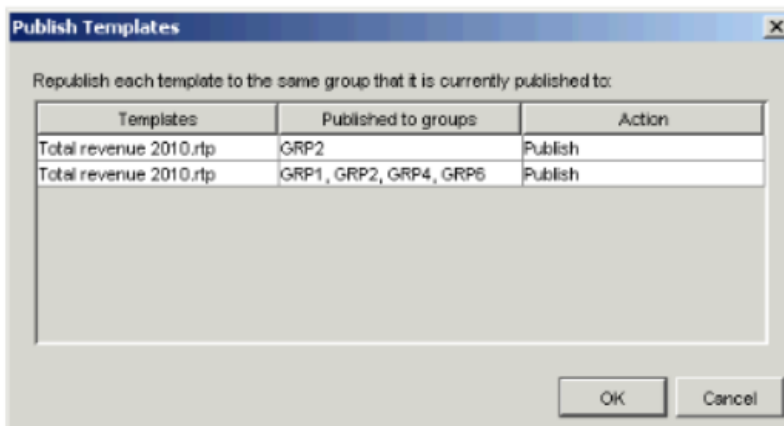 Publish Templates
Republish each template to the same group that it is currently published to:
Templates Published to groups Action
Total revenue 2010.rtp GRP2 Publish
Total revenue 2010.rtp GRP1, GRP2, GRP4, GRP6 Publish
OK Cancel